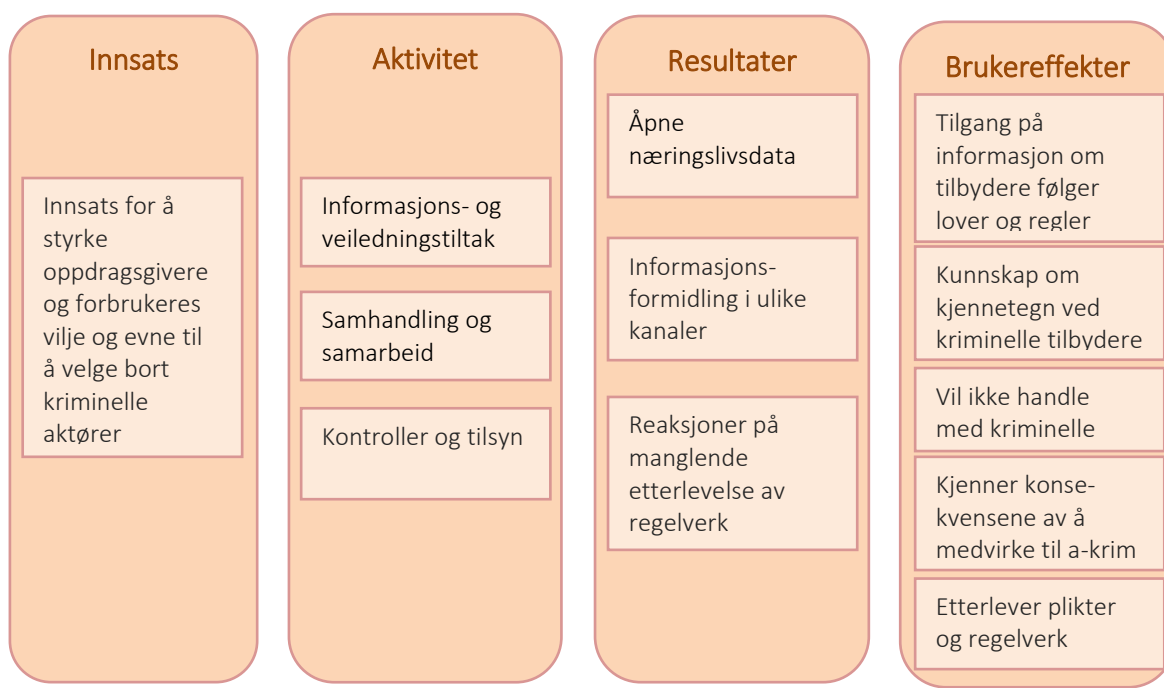 Innsats
Innsats for å
styrke
oppdragsgivere
og forbrukeres
vilje og evne til
å velge bort
kriminelle
aktører
Aktivitet
Informasjons- og
veiledningstiltak
Samhandling og
samarbeid
Kontroller og tilsyn
Resultater
Åpne
næringslivsdata
Informasjons-
formidling i ulike
kanaler
Reaksjoner på
manglende
etterlevelse av
regelverk
Brukereffekter
Tilgang på
informasjon om
tilbydere følger
lover og regler
Kunnskap om
kjennetegn ved
kriminelle tilbydere
Vil ikke handle
med kriminelle
Kjenner konse-
kvensene av å
medvirke til a-krim
Etterlever plikter
og regelverk